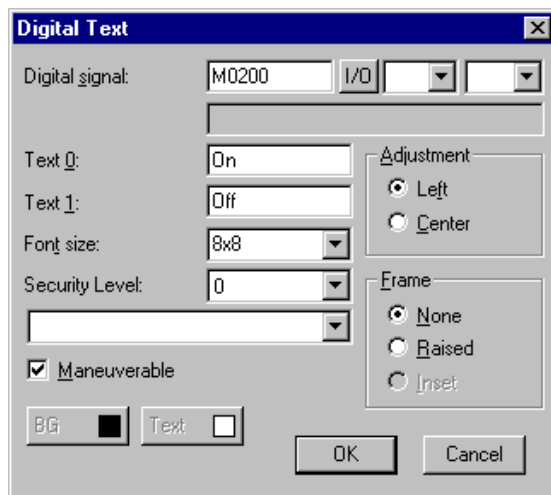 Digital Text
Digital signal: M0200 I/O
Text 0: On
Adjustment
Left
Text 1: Off
Center
Font size: 8x8
Security Level: 0
Frame
None
Raised
Maneuverable
Inset
BG Text
OK Cancel